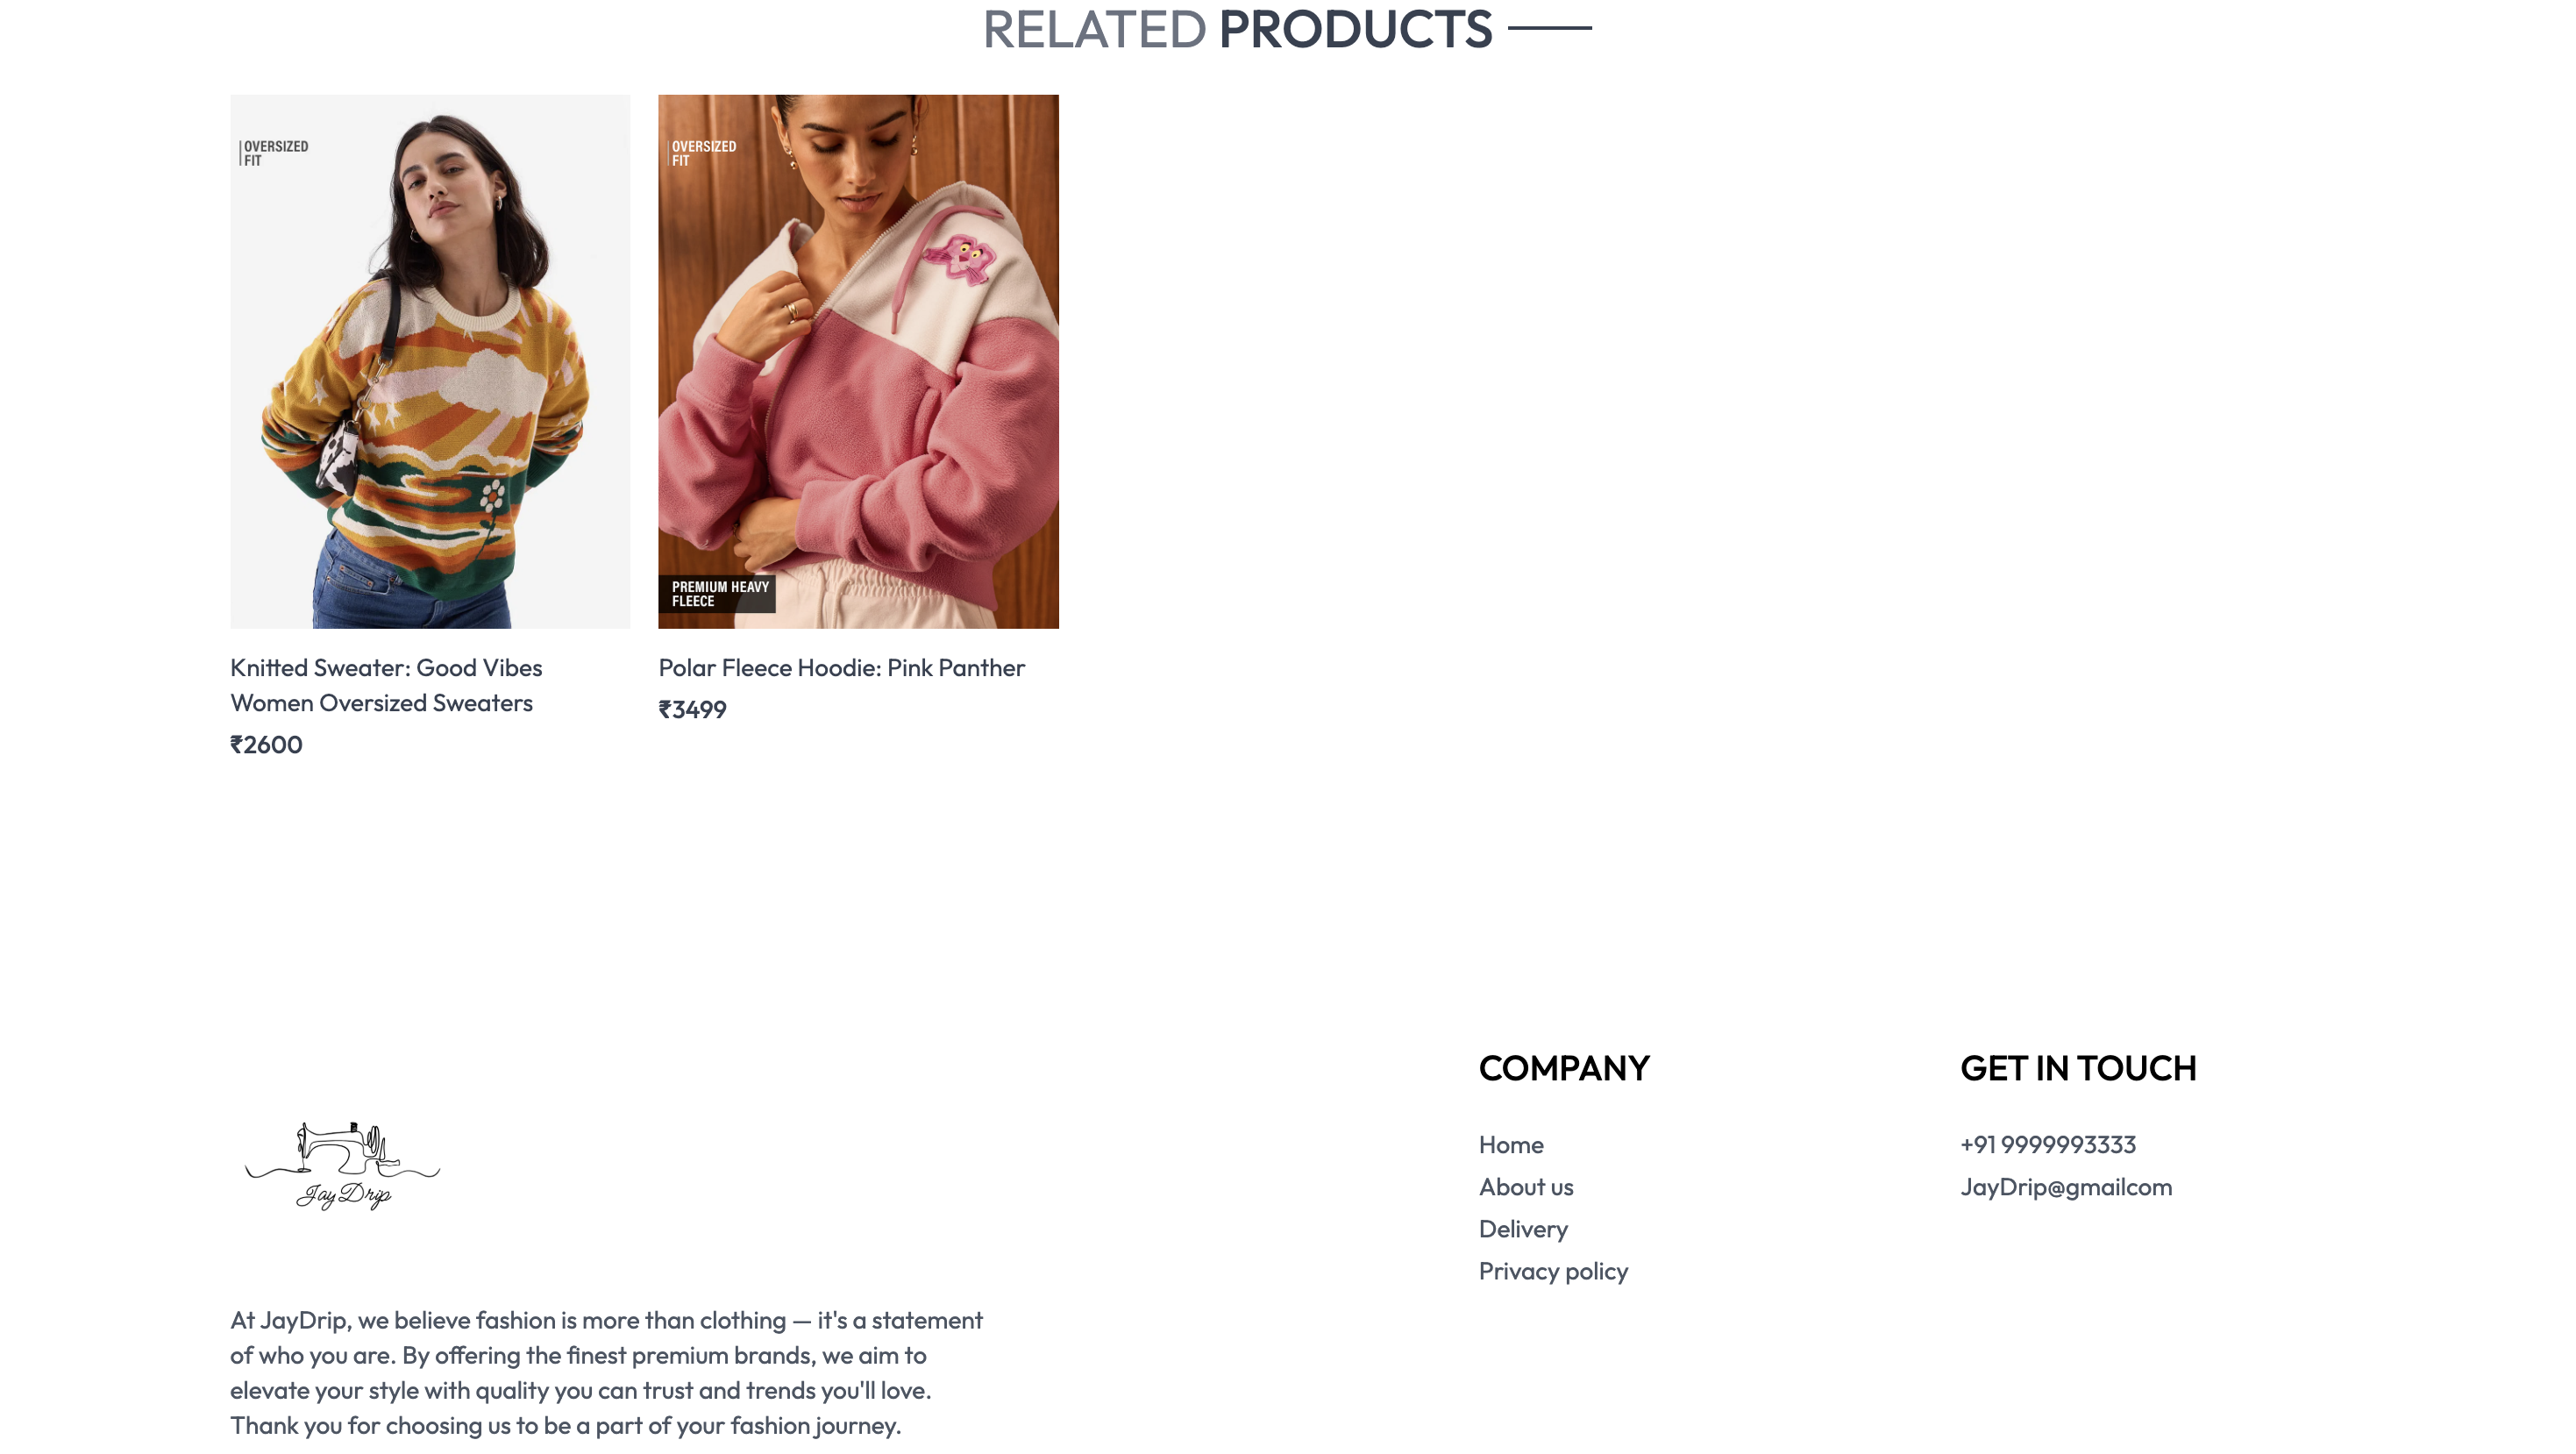 RELATED PRODUCTS
OVERSIZED
FIT
OVERSIZED
FIT
PREMIUM HEAVY
FLEECE
Knitted Sweater: Good Vibes
Women Oversized Sweaters
₹2600
Polar Fleece Hoodie: Pink Panther
₹3499
JayDrip
At JayDrip, we believe fashion is more than clothing — it's a statement
of who you are. By offering the finest premium brands, we aim to
elevate your style with quality you can trust and trends you'll love.
Thank you for choosing us to be a part of your fashion journey.
COMPANY
Home
About us
Delivery
Privacy policy
GET IN TOUCH
+91 9999993333
JayDrip@gmailcom